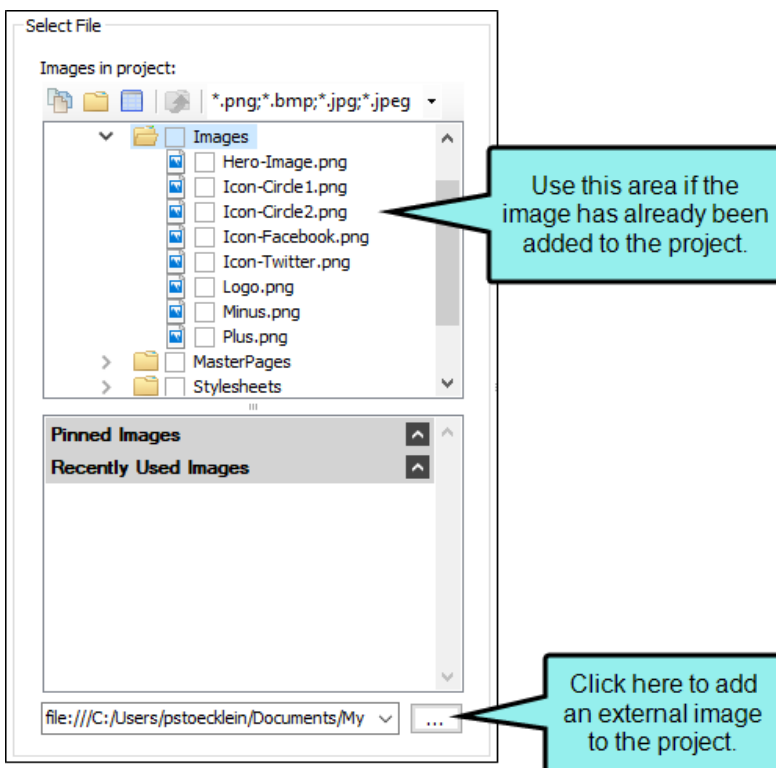 Select File
Images in project:
*.png;*.bmp;*.jpg;*.jpeg
Images
Hero-Image.png
Icon-Circle1.png
Icon-Circle2.png
Icon-Facebook.png
Icon-Twitter.png
Logo.png
Minus.png
Plus.png
MasterPages
Stylesheets
Use this area if the
image has already been
added to the project.
Pinned Images
Recently Used Images
file:///C:/Users/pstoecklein/Documents/My
...
Click here to add
an external image
to the project.